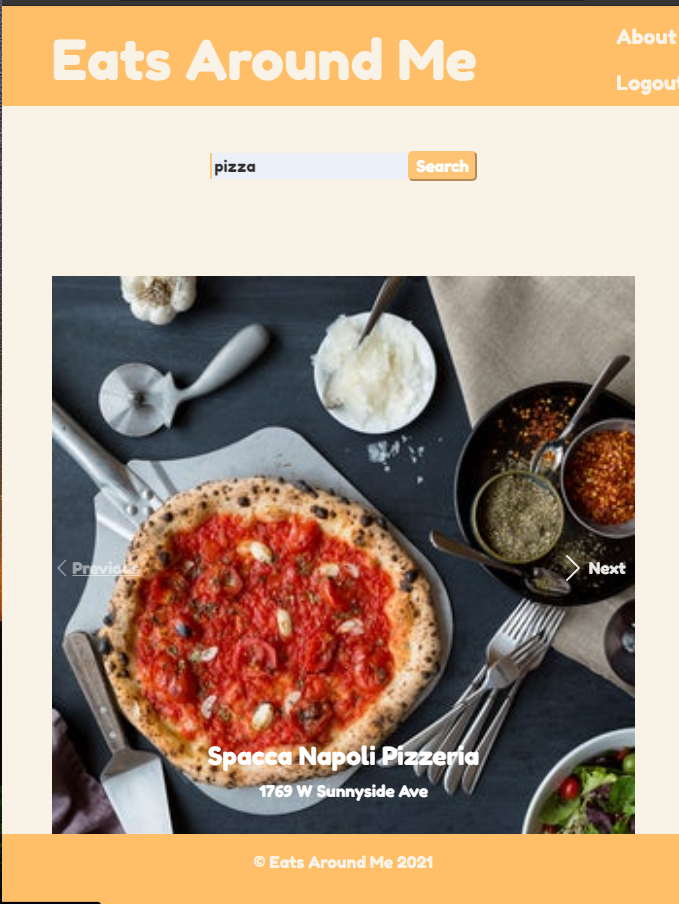 Eats Around Me
About
Logout
pizza
Search
Previous
Next
Spacca Napoli Pizzeria
1769 W Sunnyside Ave
© Eats Around Me 2021